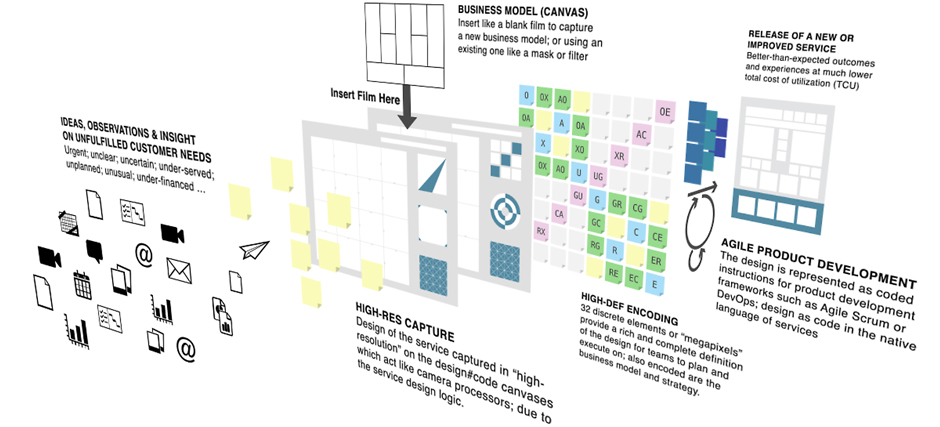 BUSINESS MODEL (CANVAS)
Insert like a blank film to capture
a new business model; or using an
existing one like a mask or filter
Insert Film Here
RELEASE OF A NEW OR
IMPROVED SERVICE
Better-than-expected outcomes
and experiences at much lower
total cost of utilization (TCU)
IDEAS, OBSERVATIONS & INSIGHT
ON UNFULFILLED CUSTOMER NEEDS
Urgent; unclear; uncertain; under-served;
unplanned; unusual; under-financed ...
O OX AO OE
OA A OA AC
X XO XR
OX AO U UG
GU G GR CG
CA GC C CE
RX RG R ER
RE EC E
@
@
HIGH-RES CAPTURE
Design of the service captured in "high-
resolution" on the design#code canvases
which act like camera processors; due to
the service design logic.
HIGH-DEF ENCODING
32 discrete elements or "megapixels"
provide a rich and complete definition
of the design for teams to plan and
execute on; also encoded are the
business model and strategy.
AGILE PRODUCT DEVELOPMENT
The design is represented as coded
instructions for product development
frameworks such as Agile Scrum or
DevOps; design as code in the native
language of services